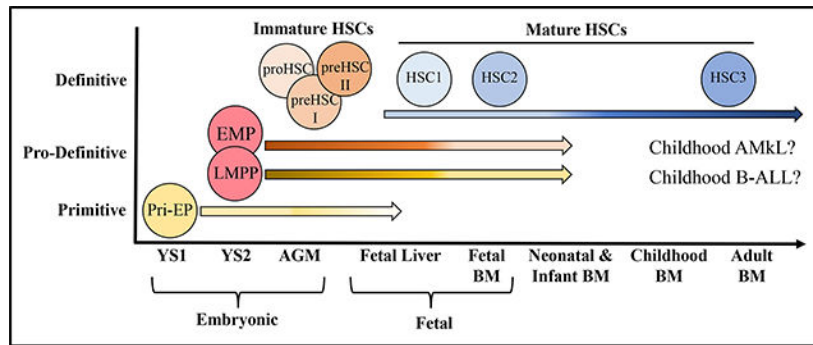 Immature HSCs
Mature HSCs
Definitive
proHSC
preHSC
II
preHSC
I
HSC1
HSC2
HSC3
Pro-Definitive
EMP
LMPP
Childhood AMkL?
Childhood B-ALL?
Primitive
Pri-EP
YS1
YS2
AGM
Fetal Liver
Fetal
BM
Neonatal &
Infant BM
Childhood
BM
Adult
BM
Embryonic
Fetal